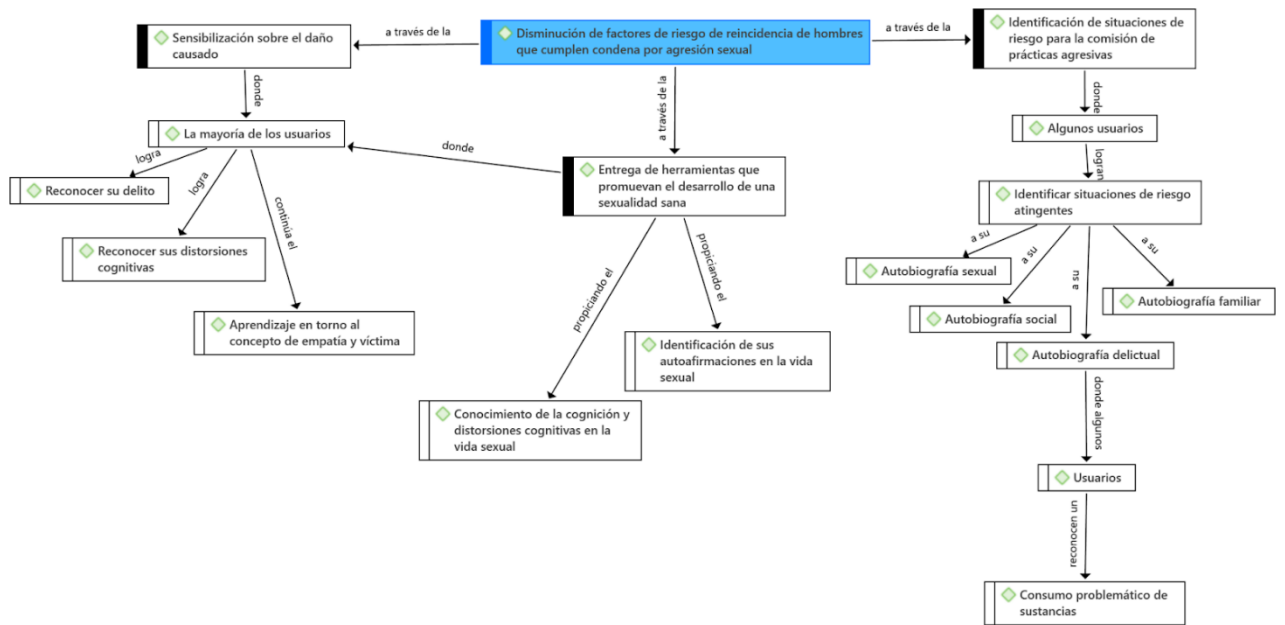 Sensibilización sobre el daño
causado
a través de la
Disminución de factores de riesgo de reincidencia de hombres
que cumplen condena por agresión sexual
a través de la
Identificación de situaciones de
riesgo para la comisión de
prácticas agresivas
donde
a través de la
donde
La mayoría de los usuarios
donde
Algunos usuarios
logra
logra
continúa el
Reconocer su delito
Entrega de herramientas que
promuevan el desarrollo de una
sexualidad sana
logran
Identificar situaciones de riesgo
atingentes
Reconocer sus distorsiones
cognitivas
propiciando el
propiciando el
a su
a su
a su
a su
Autobiografía sexual
Autobiografía familiar
Autobiografía social
Aprendizaje en torno al
concepto de empatía y víctima
Identificación de sus
autoafirmaciones en la vida
sexual
Autobiografía delictual
Conocimiento de la cognición y
distorsiones cognitivas en la
vida sexual
donde algunos
Usuarios
reconocen un
Consumo problemático de
sustancias